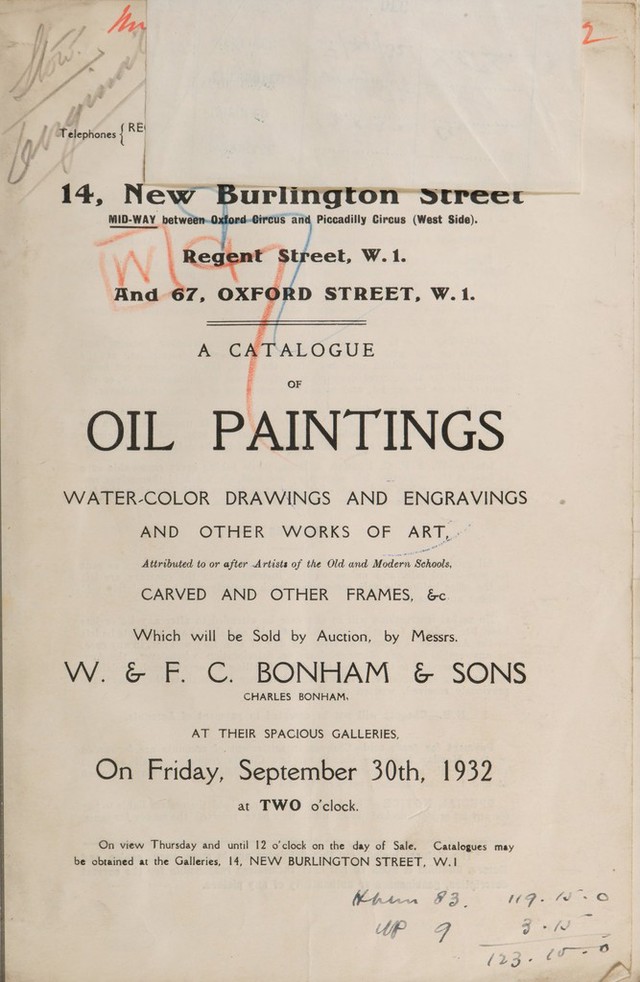 Stow.
Telephones { RE
14, New Burlington Street
MID-WAY between Oxford Circus and Piccadilly Circus (West Side).
W
Regent Street, W.1.
And 67, OXFORD STREET, W.1.
A CATALOGUE
OF
OIL PAINTINGS
WATER-COLOR DRAWINGS AND ENGRAVINGS
AND OTHER WORKS OF ART,
Attributed to or after Artists of the Old and Modern Schools,
CARVED AND OTHER FRAMES, &c
Which will be Sold by Auction, by Messrs.
W. & F. C. BONHAM & SONS
CHARLES BONHAM,
AT THEIR SPACIOUS GALLERIES,
On Friday, September 30th, 1932
at TWO o'clock.
On view Thursday and until 12 o'clock on the day of Sale. Catalogues may
be obtained at the Galleries, 14, NEW BURLINGTON STREET, W.1
83. 119.15.0
9 3.15
123.10.0